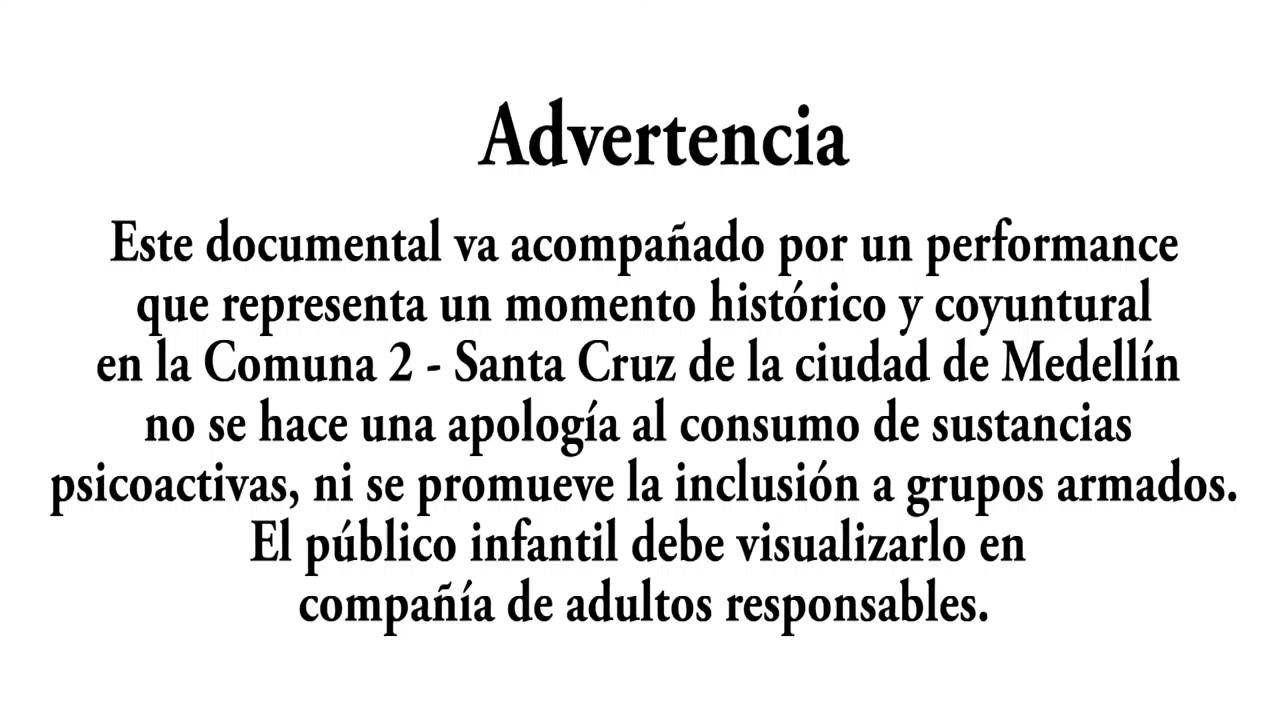 Advertencia
Este documental va acompañado por un performance
que representa un momento histórico y coyuntural
en la Comuna 2 - Santa Cruz de la ciudad de Medellín
no se hace una apología al consumo de sustancias
psicoactivas, ni se promueve la inclusión a grupos armados.
El público infantil debe visualizarlo en
compañía de adultos responsables.